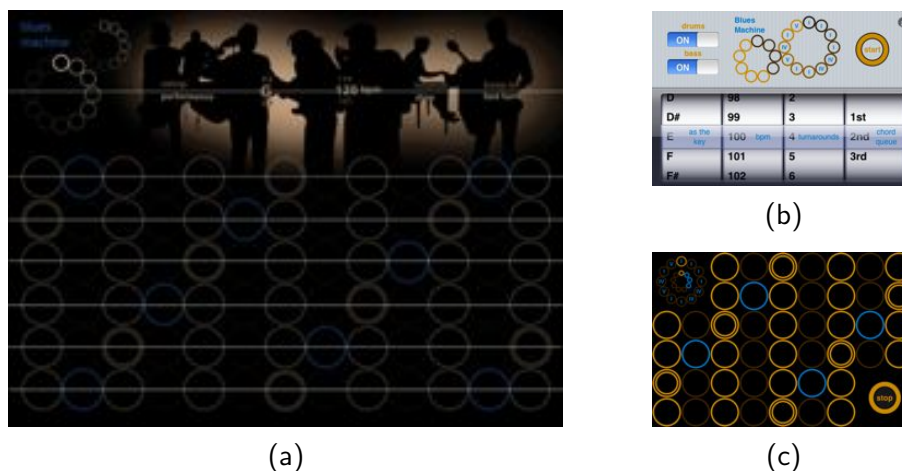 blues
machine
120 bpm
(a)
drums
ON
bass
ON
Blues
Machine
start
D 98 2
D# 99 3 1st
E as the key 100 bpm 4 turnarounds 2nd chord queue
F 101 5 3rd
F# 102 6
(b)
stop
(c)